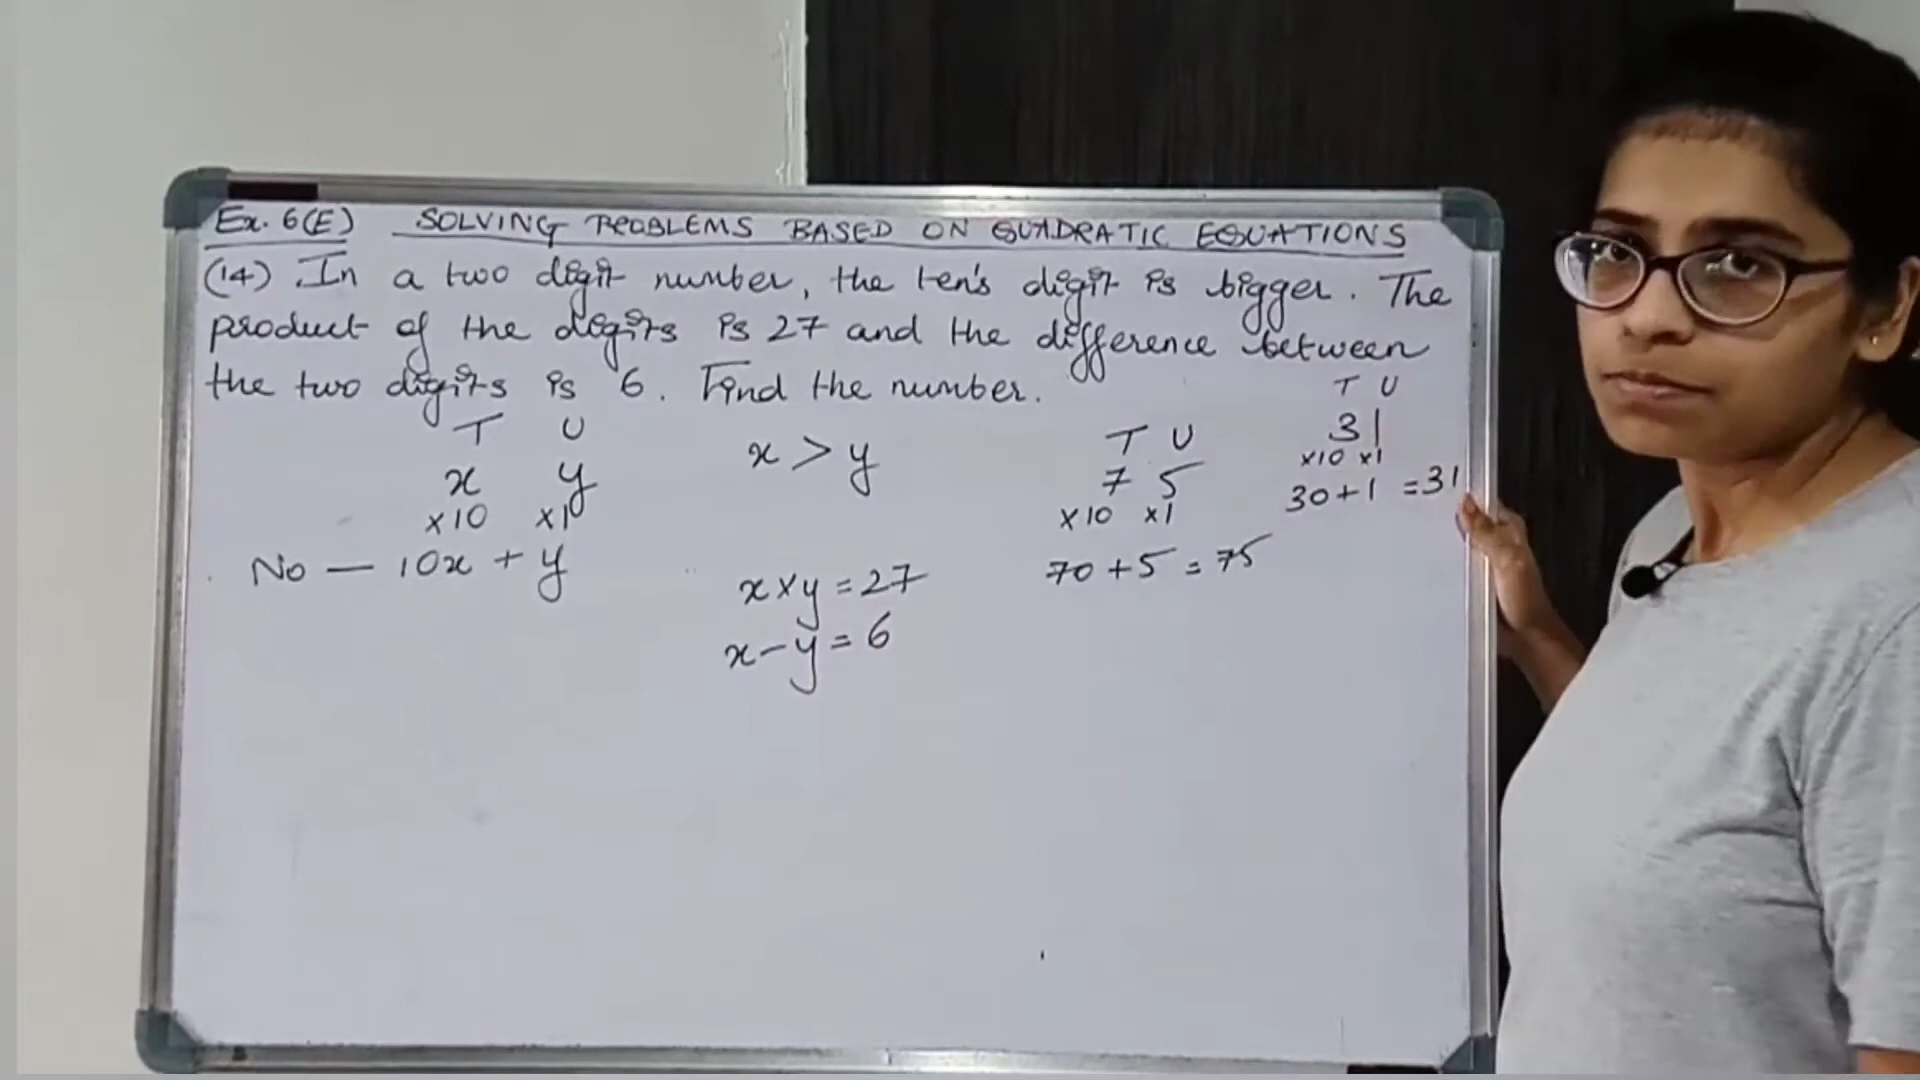 Ex. 6(E) SOLVING PROBLEMS BASED ON QUADRATIC EQUATIONS
(14) In a two digit number, the ten's digit is bigger. The
product of the digits is 27 and the difference between
the two digits is 6. Find the number.
T U
x y
×10 ×1
No — 10x + y
x > y
x×y = 27
x-y = 6
T U
7 5
×10 ×1
70 + 5 = 75
T U
31
×10 ×1
30+1 = 31